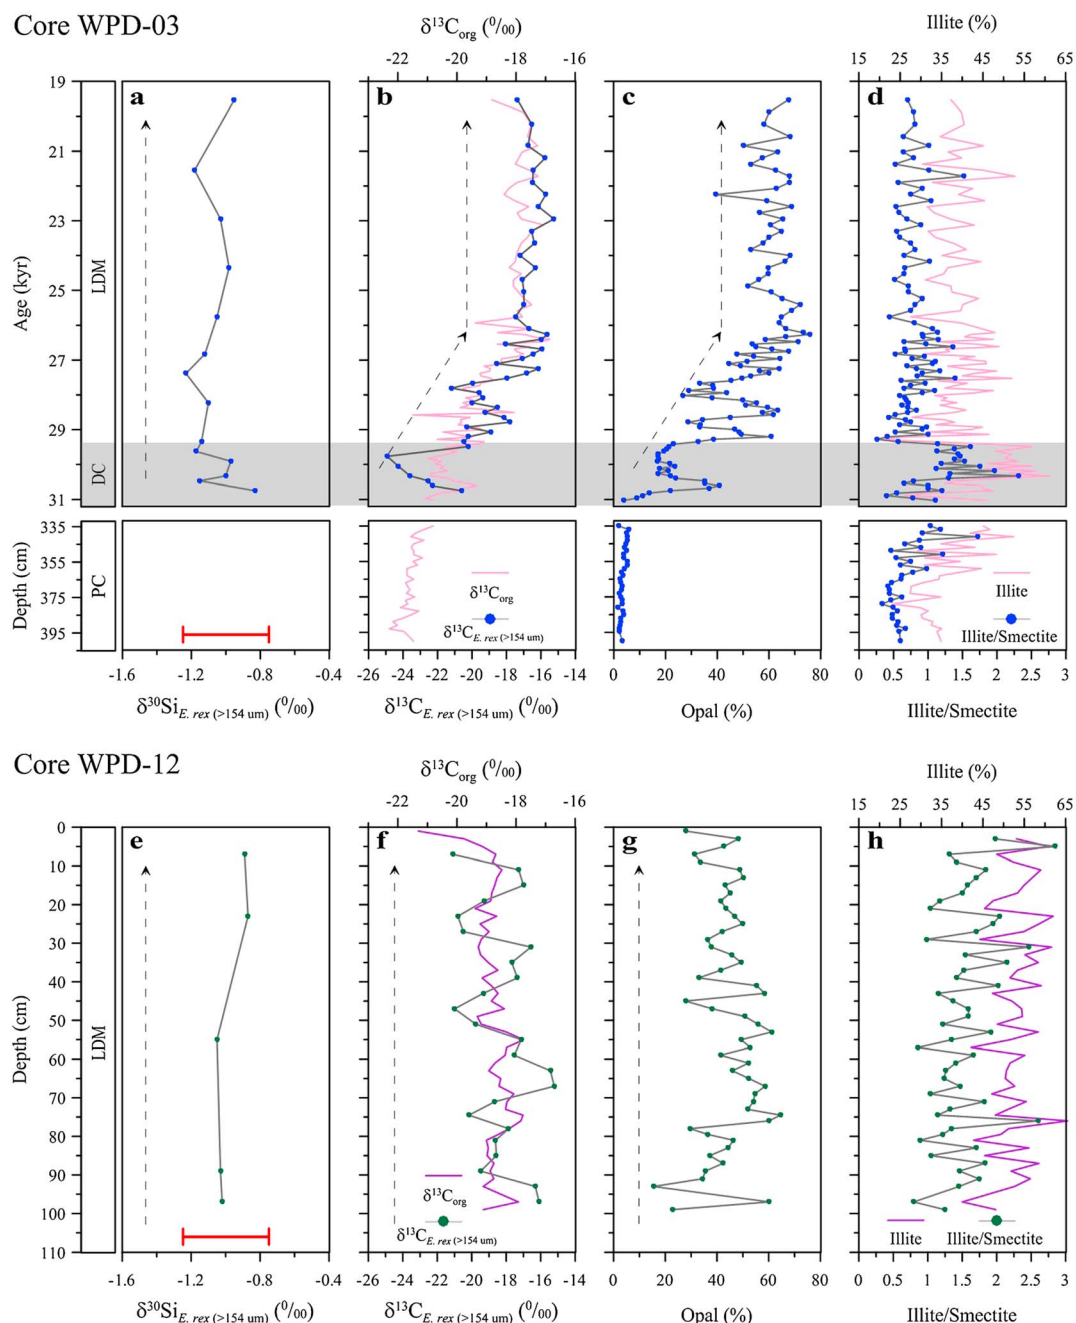 Core WPD-03
δ¹³Corg (⁰/₀₀)
Illite (%)
-22 -20 -18 -16
15 25 35 45 55 65
a b c d
19
21
23
25
27
29
31
Age (kyr)
LDM
DC
335
355
375
395
Depth (cm)
PC
δ¹³Corg
δ¹³CE. rex (>154 um)
Illite
Illite/Smectite
-1.6 -1.2 -0.8 -0.4
-26 -24 -22 -20 -18 -16 -14
0 20 40 60 80
0 0.5 1 1.5 2 2.5 3
δ³⁰SiE. rex (>154 um) (⁰/₀₀)
δ¹³CE. rex (>154 um) (⁰/₀₀)
Opal (%)
Illite/Smectite
Core WPD-12
δ¹³Corg (⁰/₀₀)
Illite (%)
-22 -20 -18 -16
15 25 35 45 55 65
e f g h
0
10
20
30
40
50
60
70
80
90
100
110
Depth (cm)
LDM
δ¹³Corg
δ¹³CE. rex (>154 um)
Illite
Illite/Smectite
-1.6 -1.2 -0.8 -0.4
-26 -24 -22 -20 -18 -16 -14
0 20 40 60 80
0 0.5 1 1.5 2 2.5 3
δ³⁰SiE. rex (>154 um) (⁰/₀₀)
δ¹³CE. rex (>154 um) (⁰/₀₀)
Opal (%)
Illite/Smectite